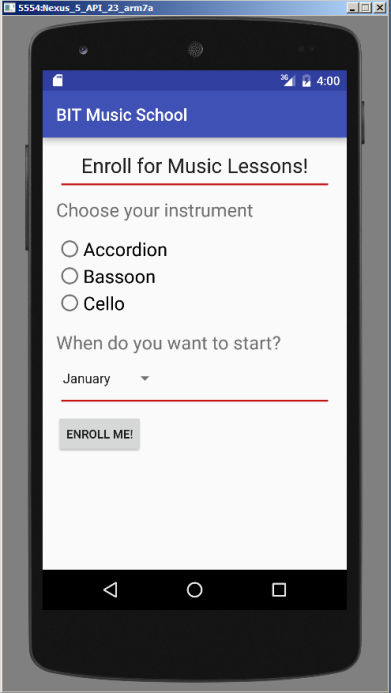 5554:Nexus_5_API_23_arm7a
3G 4:00
BIT Music School
Enroll for Music Lessons!
Choose your instrument
Accordion
Bassoon
Cello
When do you want to start?
January
ENROLL ME!